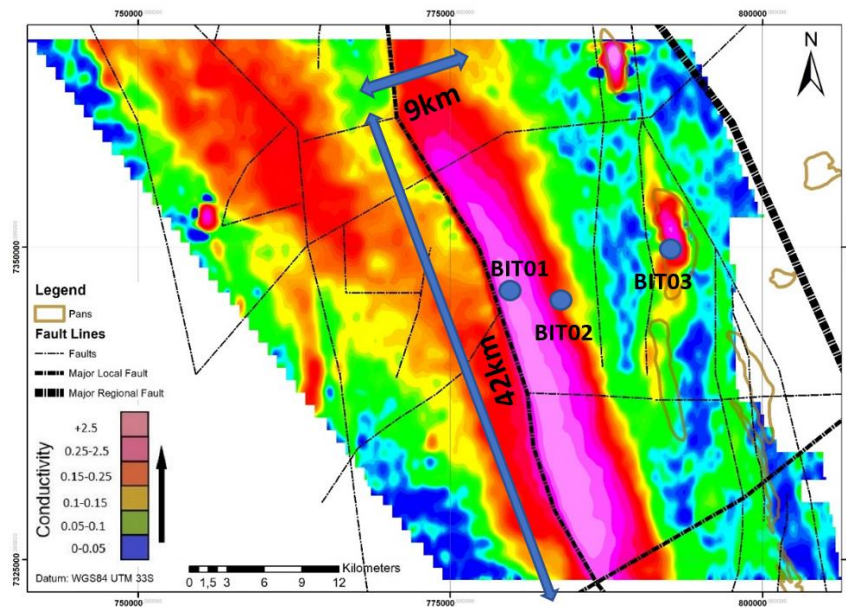 750000
775000
800000
N
9km
7350000
7350000
BIT01
BIT03
BIT02
Legend
Pans
Fault Lines
Faults
Major Local Fault
Major Regional Fault
42km
Conductivity
+2.5
0.25-2.5
0.15-0.25
0.1-0.15
0.05-0.1
0-0.05
7325000
7325000
Kilometers
0 1,5 3 6 9 12
Datum: WGS84 UTM 33S
750000
775000
800000